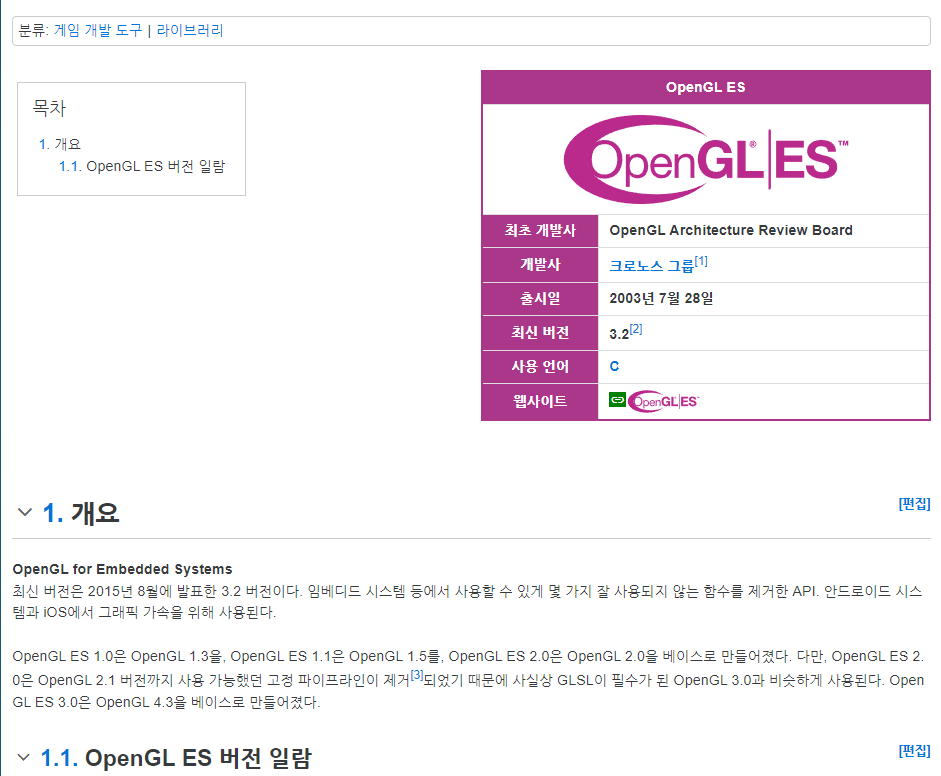 분류: 게임 개발 도구 | 라이브러리
목차
1. 개요
1.1. OpenGL ES 버전 일람
OpenGL ES
OpenGL®|ES™
최초 개발사 OpenGL Architecture Review Board
개발사 크로노스 그룹[1]
출시일 2003년 7월 28일
최신 버전 3.2[2]
사용 언어 C
웹사이트 OpenGL|ES
1. 개요 [편집]
OpenGL for Embedded Systems
최신 버전은 2015년 8월에 발표한 3.2 버전이다. 임베디드 시스템 등에서 사용할 수 있게 몇 가지 잘 사용되지 않는 함수를 제거한 API. 안드로이드 시스
템과 iOS에서 그래픽 가속을 위해 사용된다.
OpenGL ES 1.0은 OpenGL 1.3을, OpenGL ES 1.1은 OpenGL 1.5를, OpenGL ES 2.0은 OpenGL 2.0을 베이스로 만들어졌다. 다만, OpenGL ES 2.
0은 OpenGL 2.1 버전까지 사용 가능했던 고정 파이프라인이 제거[3]되었기 때문에 사실상 GLSL이 필수가 된 OpenGL 3.0과 비슷하게 사용된다. Open
GL ES 3.0은 OpenGL 4.3을 베이스로 만들어졌다.
1.1. OpenGL ES 버전 일람 [편집]